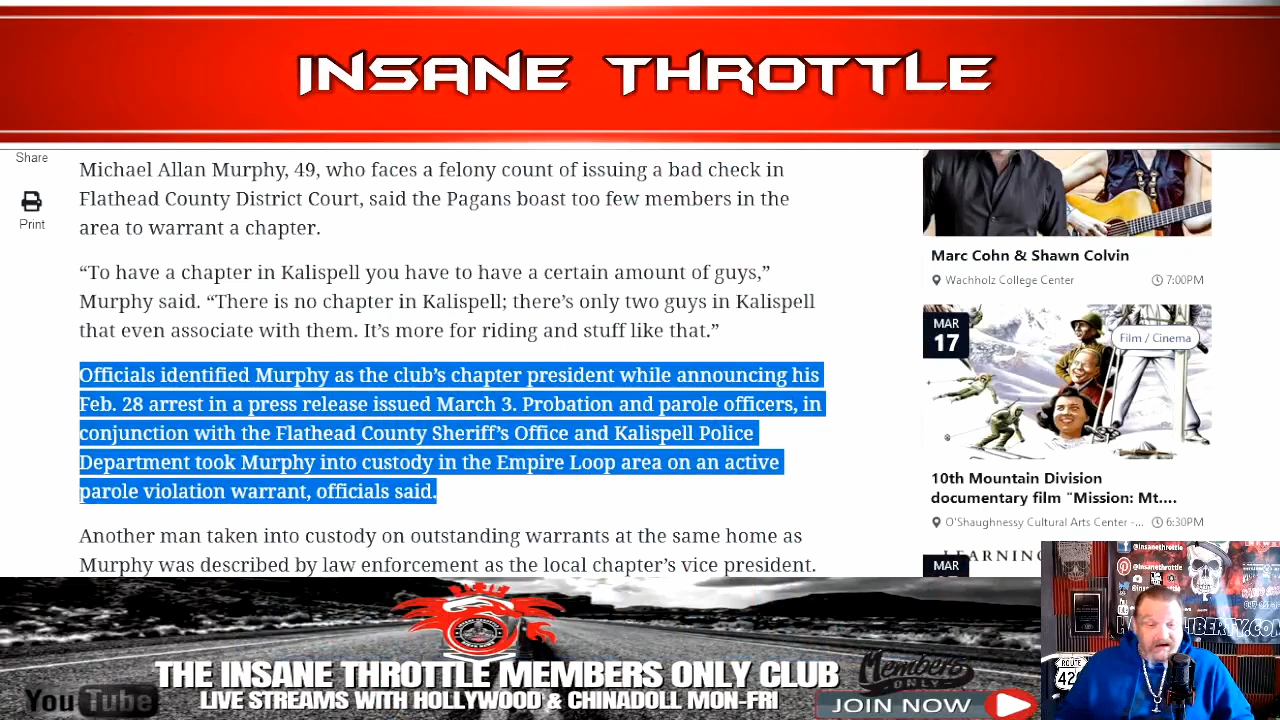 INSANE THROTTLE
Share
Print
Michael Allan Murphy, 49, who faces a felony count of issuing a bad check in
Flathead County District Court, said the Pagans boast too few members in the
area to warrant a chapter.
“To have a chapter in Kalispell you have to have a certain amount of guys,”
Murphy said. “There is no chapter in Kalispell; there’s only two guys in Kalispell
that even associate with them. It’s more for riding and stuff like that.”
Officials identified Murphy as the club’s chapter president while announcing his
Feb. 28 arrest in a press release issued March 3. Probation and parole officers, in
conjunction with the Flathead County Sheriff’s Office and Kalispell Police
Department took Murphy into custody in the Empire Loop area on an active
parole violation warrant, officials said.
Another man taken into custody on outstanding warrants at the same home as
Murphy was described by law enforcement as the local chapter’s vice president.
Marc Cohn & Shawn Colvin
Wachholz College Center
7:00PM
MAR
17
Film / Cinema
10th Mountain Division
documentary film "Mission: Mt....
O'Shaughnessy Cultural Arts Center -...
6:30PM
MAR
LEARNING
@insanethrottle
@insanethrottle
LIBERTY.CO
ROUTE
42
THE INSANE THROTTLE MEMBERS ONLY CLUB
LIVE STREAMS WITH HOLLYWOOD & CHINADOLL MON-FRI
YouTube
Members
ONLY
JOIN NOW